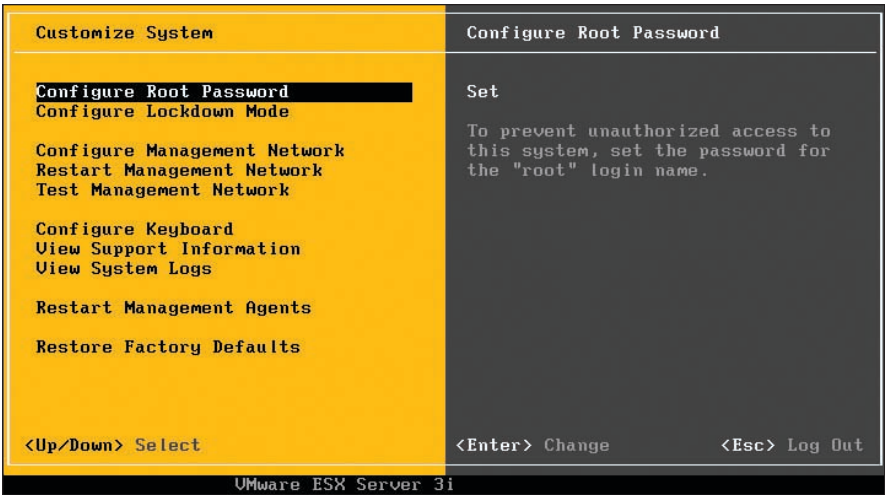 Customize System
Configure Root Password
Configure Lockdown Mode
Configure Management Network
Restart Management Network
Test Management Network
Configure Keyboard
View Support Information
View System Logs
Restart Management Agents
Restore Factory Defaults
<Up/Down> Select
Configure Root Password
Set
To prevent unauthorized access to
this system, set the password for
the "root" login name.
<Enter> Change
<Esc> Log Out
VMware ESX Server 3i